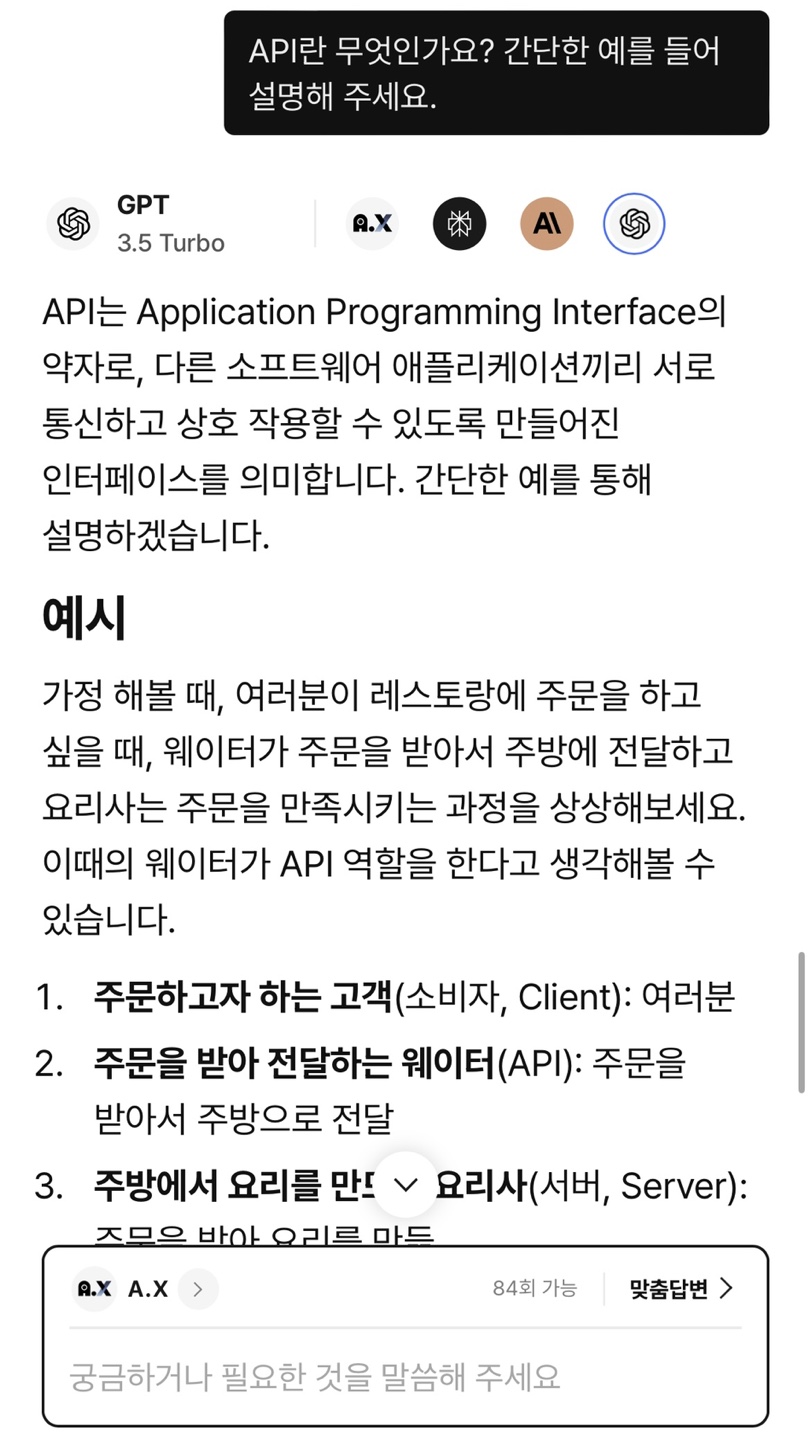 API란 무엇인가요? 간단한 예를 들어
설명해 주세요.
GPT
3.5 Turbo
A.X
A\
API는 Application Programming Interface의
약자로, 다른 소프트웨어 애플리케이션끼리 서로
통신하고 상호 작용할 수 있도록 만들어진
인터페이스를 의미합니다. 간단한 예를 통해
설명하겠습니다.
예시
가정 해볼 때, 여러분이 레스토랑에 주문을 하고
싶을 때, 웨이터가 주문을 받아서 주방에 전달하고
요리사는 주문을 만족시키는 과정을 상상해보세요.
이때의 웨이터가 API 역할을 한다고 생각해볼 수
있습니다.
1. 주문하고자 하는 고객(소비자, Client): 여러분
2. 주문을 받아 전달하는 웨이터(API): 주문을
받아서 주방으로 전달
3. 주방에서 요리를 요리사(서버, Server):
주문을 받아 요리를 만듦
A.X A.X
84회 가능
맞춤답변
궁금하거나 필요한 것을 말씀해 주세요